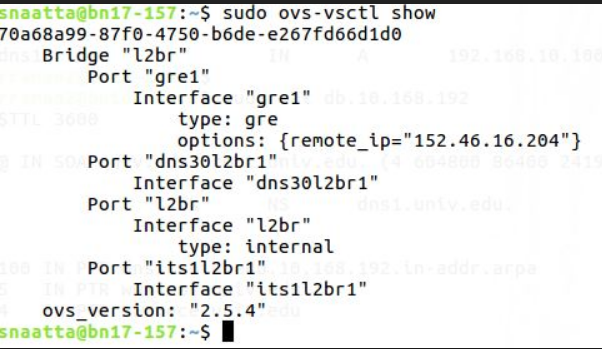 snaatta@bn17-157:~$ sudo ovs-vsctl show
70a68a99-87f0-4750-b6de-e267fd66d1d0
Bridge "l2br"
Port "gre1"
Interface "gre1"
type: gre
options: {remote_ip="152.46.16.204"}
Port "dns30l2br1"
Interface "dns30l2br1"
Port "l2br"
Interface "l2br"
type: internal
Port "its1l2br1"
Interface "its1l2br1"
ovs_version: "2.5.4"
snaatta@bn17-157:~$